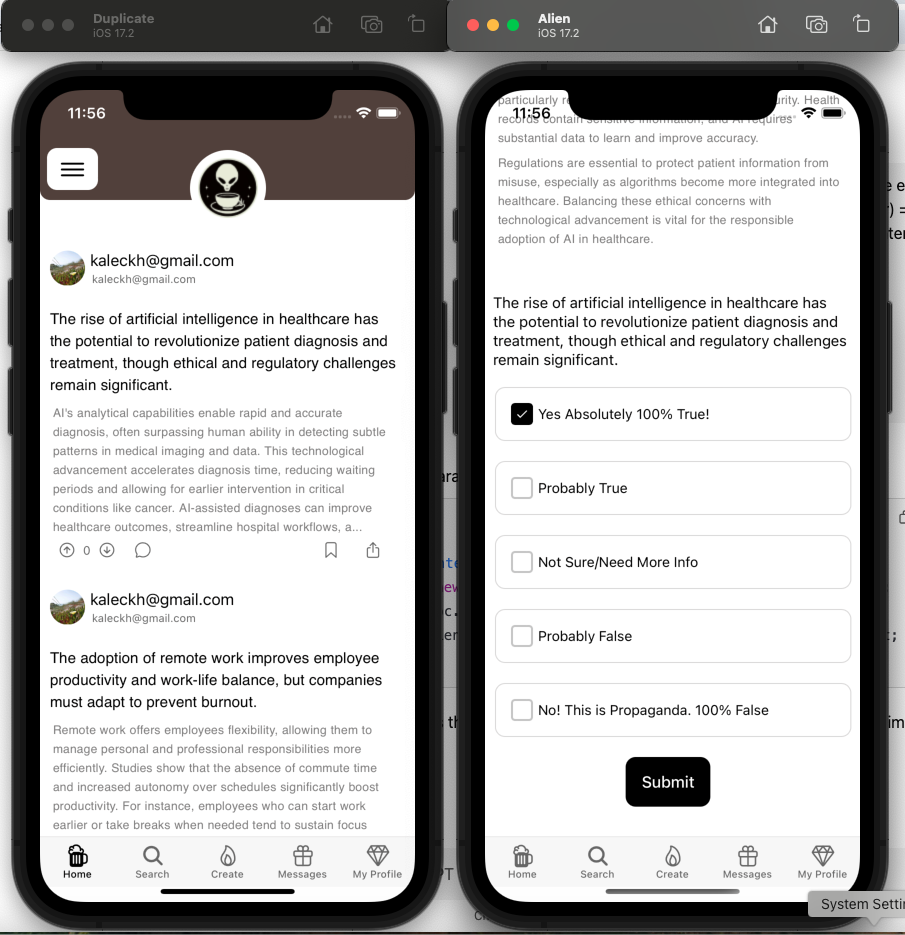 Duplicate
iOS 17.2
11:56
kaleckh@gmail.com
kaleckh@gmail.com
The rise of artificial intelligence in healthcare has
the potential to revolutionize patient diagnosis and
treatment, though ethical and regulatory challenges
remain significant.
AI's analytical capabilities enable rapid and accurate
diagnosis, often surpassing human ability in detecting subtle
patterns in medical imaging and data. This technological
advancement accelerates diagnosis time, reducing waiting
periods and allowing for earlier intervention in critical
conditions like cancer. AI-assisted diagnoses can improve
healthcare outcomes, streamline hospital workflows, a...
0
kaleckh@gmail.com
kaleckh@gmail.com
The adoption of remote work improves employee
productivity and work-life balance, but companies
must adapt to prevent burnout.
Remote work offers employees flexibility, allowing them to
manage personal and professional responsibilities more
efficiently. Studies show that the absence of commute time
and increased autonomy over schedules significantly boost
productivity. For instance, employees who can start work
earlier or take breaks when needed tend to sustain focus
Home
Search
Create
Messages
My Profile
Alien
iOS 17.2
particularly Health
11:56
records contain sensitive information, and AI requires
substantial data to learn and improve accuracy.
Regulations are essential to protect patient information from
misuse, especially as algorithms become more integrated into
healthcare. Balancing these ethical concerns with
technological advancement is vital for the responsible
adoption of AI in healthcare.
The rise of artificial intelligence in healthcare has
the potential to revolutionize patient diagnosis and
treatment, though ethical and regulatory challenges
remain significant.
Yes Absolutely 100% True!
Probably True
Not Sure/Need More Info
Probably False
No! This is Propaganda. 100% False
Submit
Home
Search
Create
Messages
My Profile
System Setti